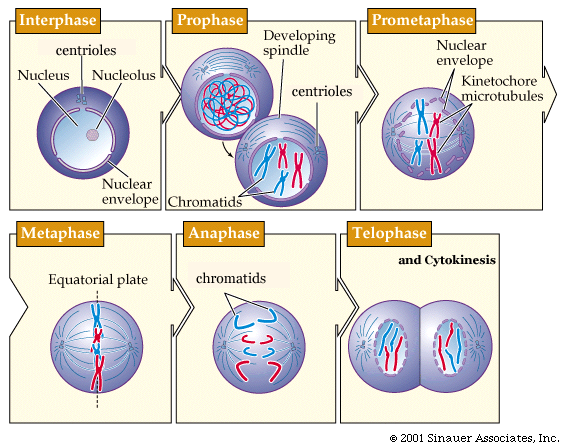 Interphase
centrioles
Nucleus
Nucleolus
Nuclear
envelope
Prophase
Developing
spindle
centrioles
Chromatids
Prometaphase
Nuclear
envelope
Kinetochore
microtubules
Metaphase
Equatorial plate
Anaphase
chromatids
Telophase
and Cytokinesis
© 2001 Sinauer Associates, Inc.